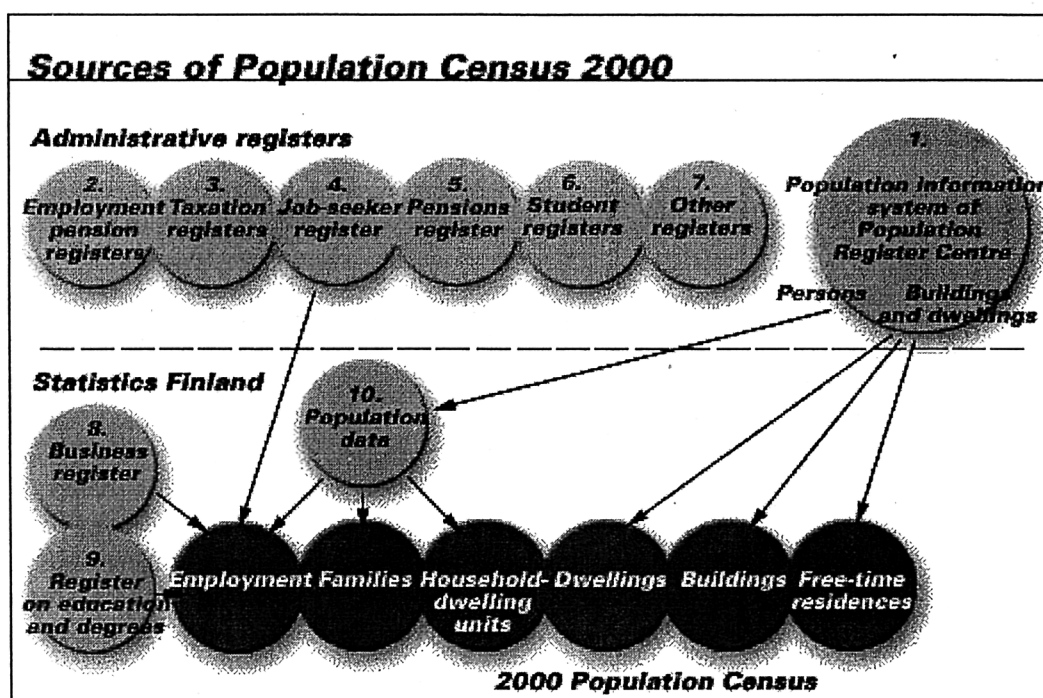 Sources of Population Census 2000
Administrative registers
2.
Employment
pension
registers
3.
Taxation
registers
4.
Job-seeker
register
5.
Pensions
register
6.
Student
registers
7.
Other
registers
1.
Population information
system of
Population
Register Centre
Persons
Buildings
and dwellings
Statistics Finland
8.
Business
register
10.
Population
data
9.
Register
on education
and degrees
Employment
Families
Household-
dwelling
units
Dwellings
Buildings
Free-time
residences
2000 Population Census